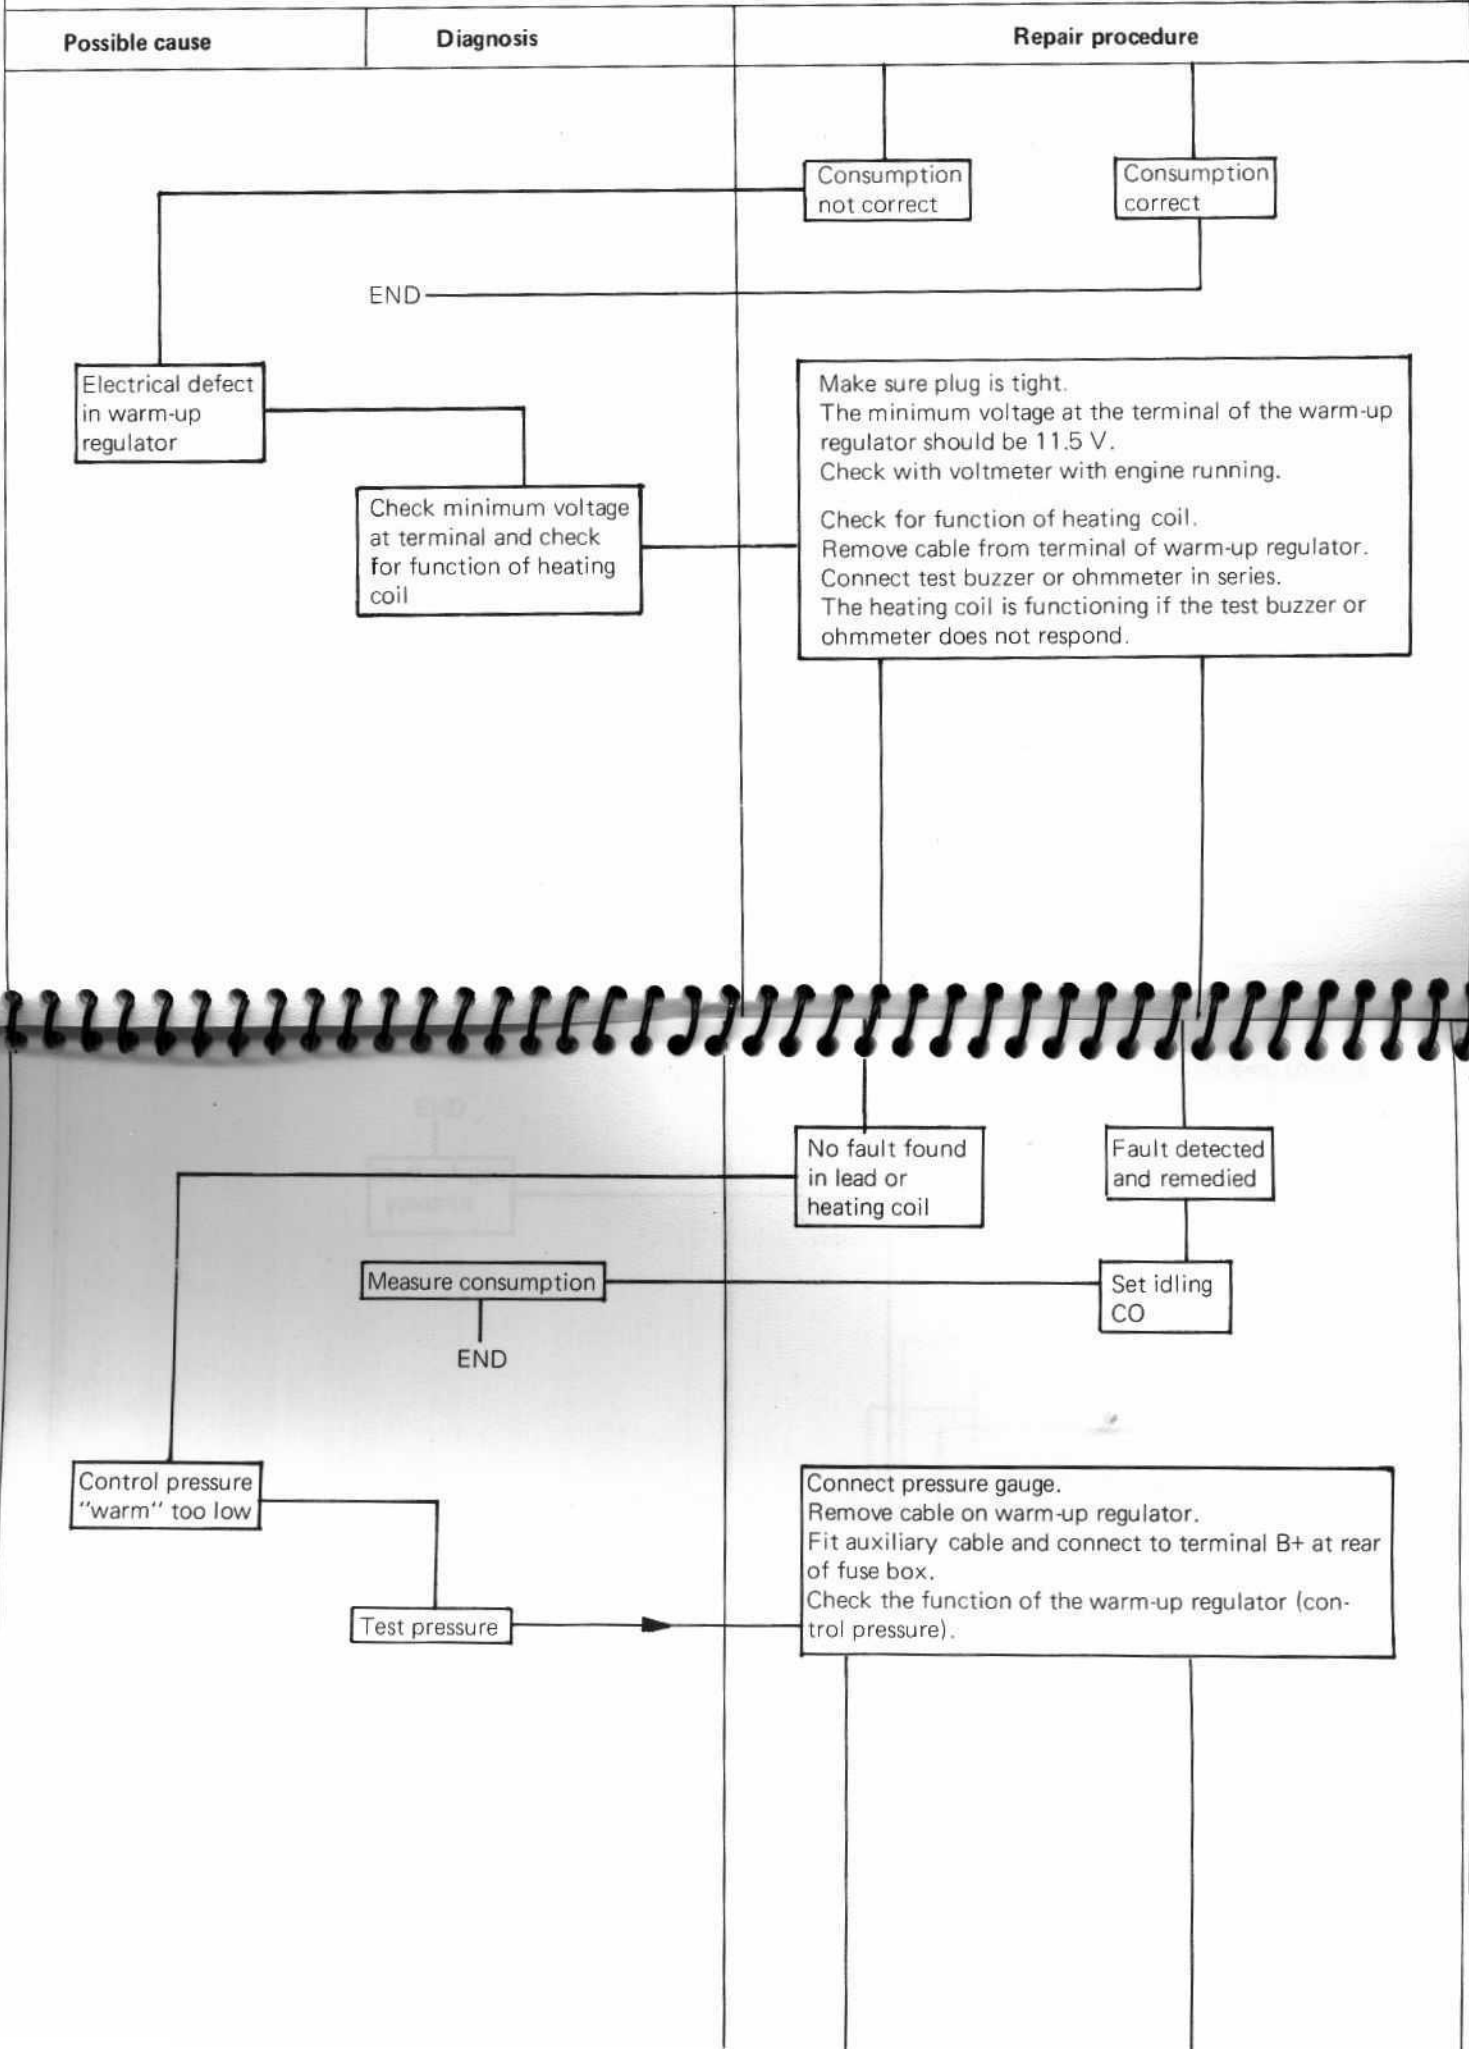 Possible cause
Diagnosis
Repair procedure
Consumption
not correct
Consumption
correct
END
Electrical defect
in warm-up
regulator
Check minimum voltage
at terminal and check
for function of heating
coil
Make sure plug is tight.
The minimum voltage at the terminal of the warm-up
regulator should be 11.5 V.
Check with voltmeter with engine running.
Check for function of heating coil.
Remove cable from terminal of warm-up regulator.
Connect test buzzer or ohmmeter in series.
The heating coil is functioning if the test buzzer or
ohmmeter does not respond.
No fault found
in lead or
heating coil
Fault detected
and remedied
Measure consumption
Set idling
CO
END
Control pressure
"warm" too low
Connect pressure gauge.
Remove cable on warm-up regulator.
Fit auxiliary cable and connect to terminal B+ at rear
of fuse box.
Check the function of the warm-up regulator (con-
trol pressure).
Test pressure